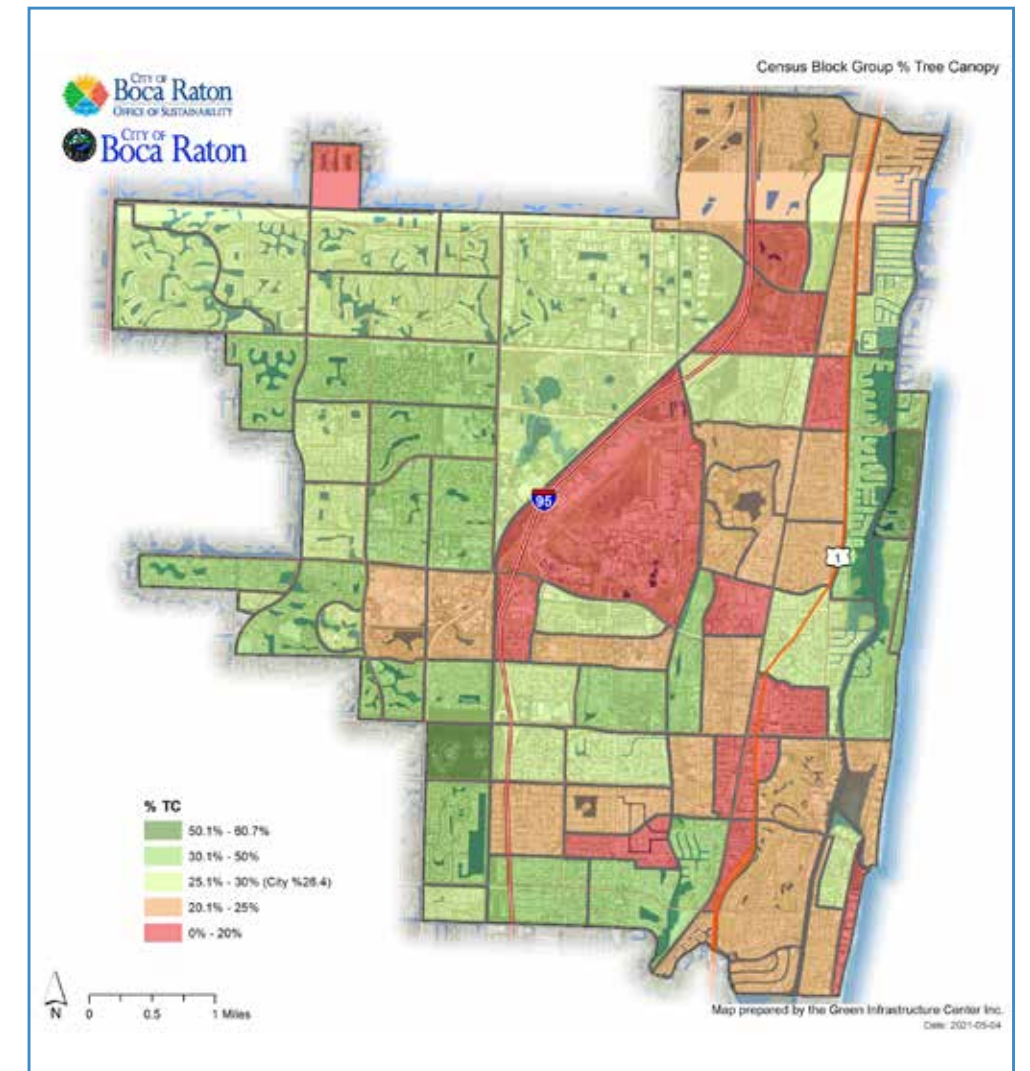 Census Block Group % Tree Canopy
CITY OF
Boca Raton
OFFICE OF SUSTAINABILITY
CITY OF
Boca Raton
95
1
% TC
50.1% - 60.7%
30.1% - 50%
25.1% - 30% (City %26.4)
20.1% - 25%
0% - 20%
N
0 0.5 1 Miles
Map prepared by the Green Infrastructure Center Inc.
Date: 2021-05-04